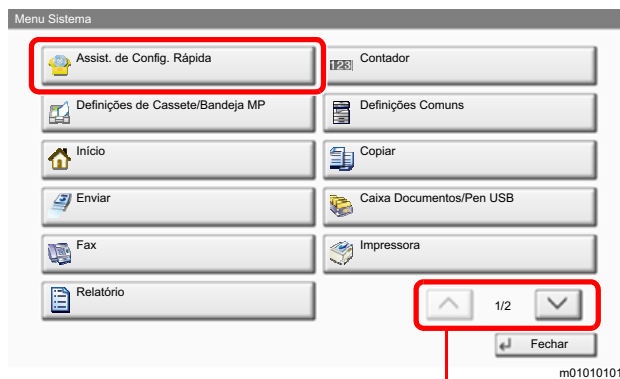 Menu Sistema
Assist. de Config. Rápida
123 Contador
Definições de Cassete/Bandeja MP
Definições Comuns
Início
Copiar
Enviar
Caixa Documentos/Pen USB
Fax
Impressora
Relatório
1/2
Fechar
m01010101